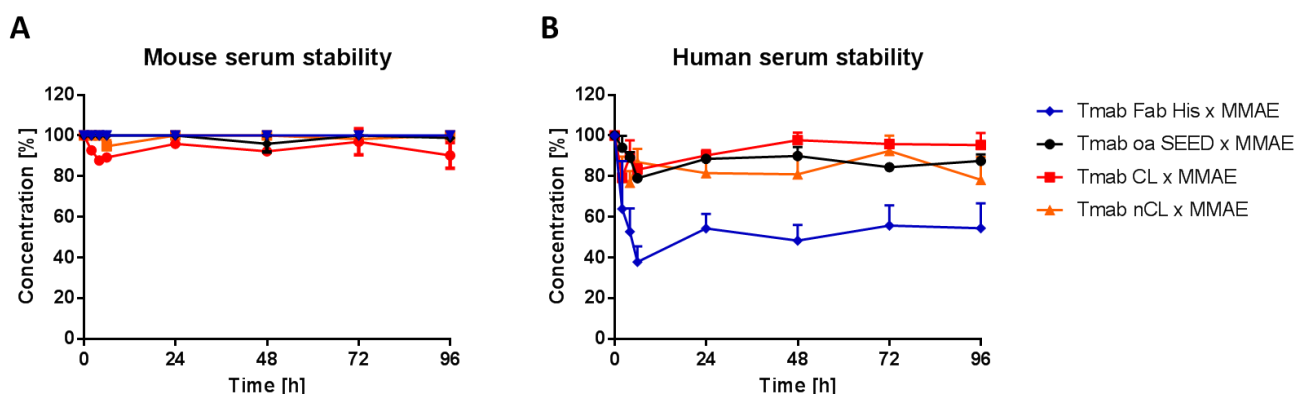 A
B
Mouse serum stability
Human serum stability
Concentration [%]
120
100
80
60
40
20
0
0 24 48 72 96
Time [h]
Concentration [%]
120
100
80
60
40
20
0
0 24 48 72 96
Time [h]
Tmab Fab His x MMAE
Tmab oa SEED x MMAE
Tmab CL x MMAE
Tmab nCL x MMAE